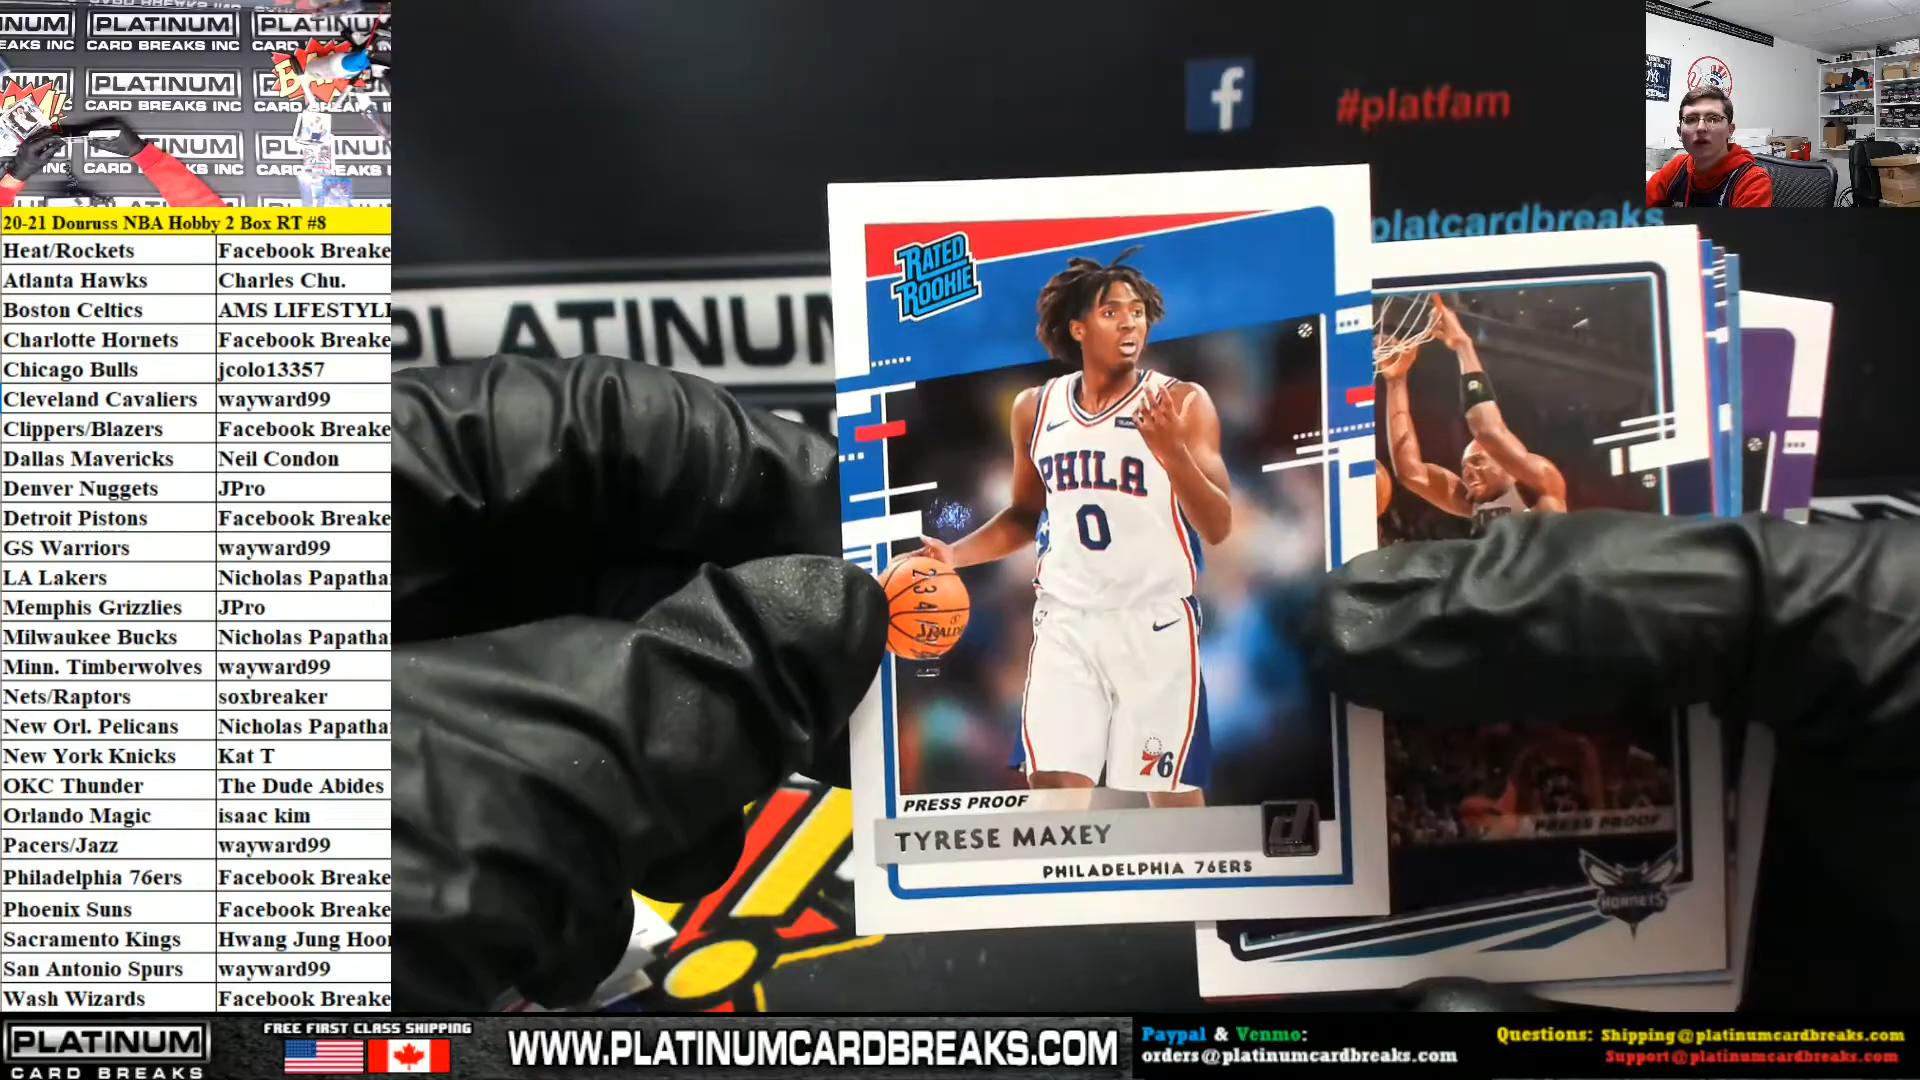 PLATINUM PLATINUM
EAKS INC CARD BREAKS INC
PLATINUM
CARD BREAKS INC
PLATINUM
CARD BREAKS INC
20-21 Donruss NBA Hobby 2 Box RT #8
Heat/Rockets Facebook Breake
Atlanta Hawks Charles Chu.
Boston Celtics AMS LIFESTYLE
Charlotte Hornets Facebook Breake
Chicago Bulls jcolo13357
Cleveland Cavaliers wayward99
Clippers/Blazers Facebook Breake
Dallas Mavericks Neil Condon
Denver Nuggets JPro
Detroit Pistons Facebook Breake
GS Warriors wayward99
LA Lakers Nicholas Papatha
Memphis Grizzlies JPro
Milwaukee Bucks Nicholas Papatha
Minn. Timberwolves wayward99
Nets/Raptors soxbreaker
New Orl. Pelicans Nicholas Papatha
New York Knicks Kat T
OKC Thunder The Dude Abides
Orlando Magic isaac kim
Pacers/Jazz wayward99
Philadelphia 76ers Facebook Breake
Phoenix Suns Facebook Breake
Sacramento Kings Hwang Jung Hoon
San Antonio Spurs wayward99
Wash Wizards Facebook Breake
f #platfam
platcardbreaks
PLATINUM
RATED
ROOKIE
PHILA
0
SPALDING
76
PRESS PROOF
TYRESE MAXEY
PHILADELPHIA 76ERS
PRESS PROOF
HORNETS
PLATINUM
CARD BREAKS
FREE FIRST CLASS SHIPPING
WWW.PLATINUMCARDBREAKS.COM
Paypal & Venmo:
orders@platinumcardbreaks.com
Questions: Shipping@platinumcardbreaks.com
Support@platinumcardbreaks.com